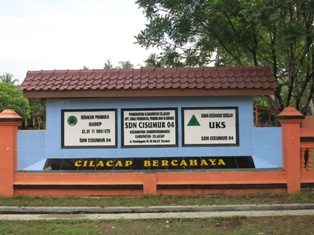 GERAKAN PRAMUKA
GUDEP
SDN CISUMUR 04
PEMERINTAH KABUPATEN CILACAP
SDN CISUMUR 04
KECAMATAN GANDRUNGMANGU
KABUPATEN CILACAP
USAHA KESEHATAN SEKOLAH
UKS
SDN CISUMUR 04
CILACAP BERCAHAYA